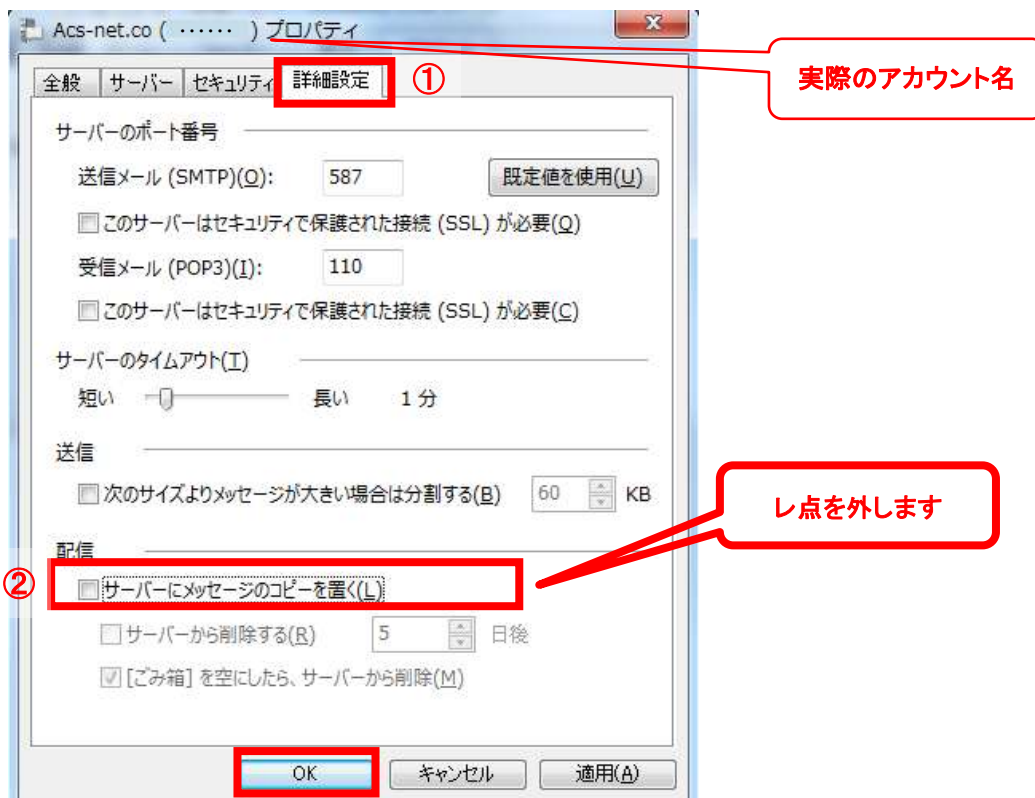 Acs-net.co ( ‥‥‥ ) プロパティ
実際のアカウント名
全般 サーバー セキュリティ 詳細設定 ①
サーバーのポート番号
送信メール (SMTP)(O): 587 既定値を使用(U)
このサーバーはセキュリティで保護された接続 (SSL) が必要(Q)
受信メール (POP3)(I): 110
このサーバーはセキュリティで保護された接続 (SSL) が必要(C)
サーバーのタイムアウト(T)
短い 長い 1 分
送信
次のサイズよりメッセージが大きい場合は分割する(B) 60 KB
レ点を外します
配信
② サーバーにメッセージのコピーを置く(L)
サーバーから削除する(R) 5 日後
[ごみ箱] を空にしたら、サーバーから削除(M)
OK キャンセル 適用(A)